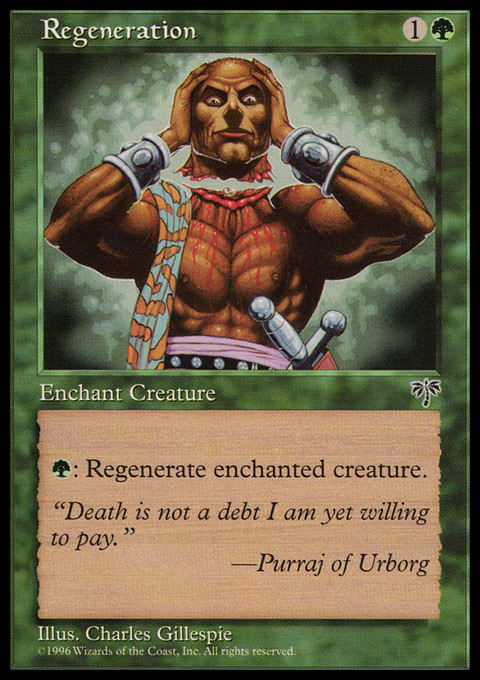 Regeneration 1
Enchant Creature
: Regenerate enchanted creature.
“Death is not a debt I am yet willing
to pay.”
—Purraj of Urborg
Illus. Charles Gillespie
©1996 Wizards of the Coast, Inc. All rights reserved.